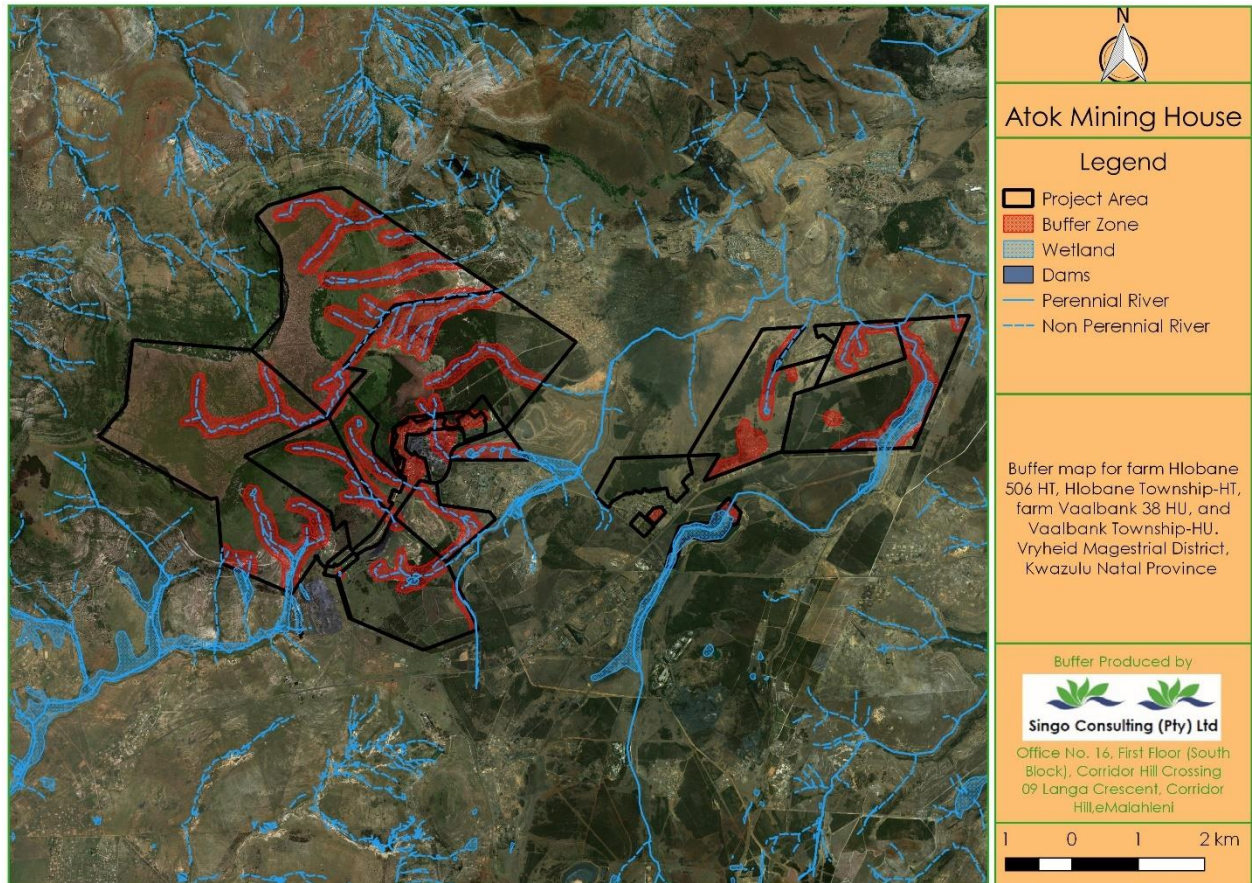 N
Atok Mining House
Legend
Project Area
Buffer Zone
Wetland
Dams
Perennial River
Non Perennial River
Buffer map for farm Hlobane
506 HT, Hlobane Township-HT,
farm Vaalbank 38 HU, and
Vaalbank Township-HU.
Vryheid Magestrial District,
Kwazulu Natal Province
Buffer Produced by
Singo Consulting (Pty) Ltd
Office No. 16, First Floor (South
Block), Corridor Hill Crossing
09 Langa Crescent, Corridor
Hill,eMalahleni
1 0 1 2 km